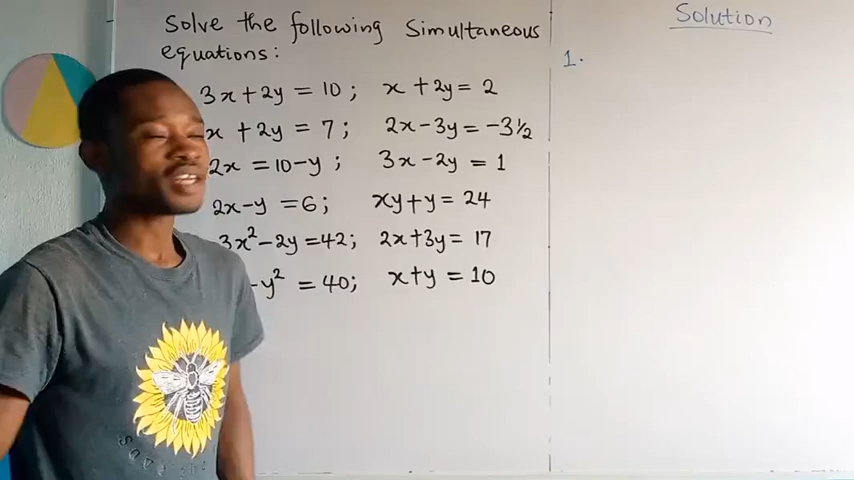 Solve the following Simultaneous
equations:
3x + 2y = 10 ; x + 2y = 2
x + 2y = 7 ; 2x - 3y = -3½
2x = 10 - y ; 3x - 2y = 1
2x - y = 6 ; xy + y = 24
3x² - 2y = 42 ; 2x + 3y = 17
- y² = 40 ; x + y = 10
Solution
1.